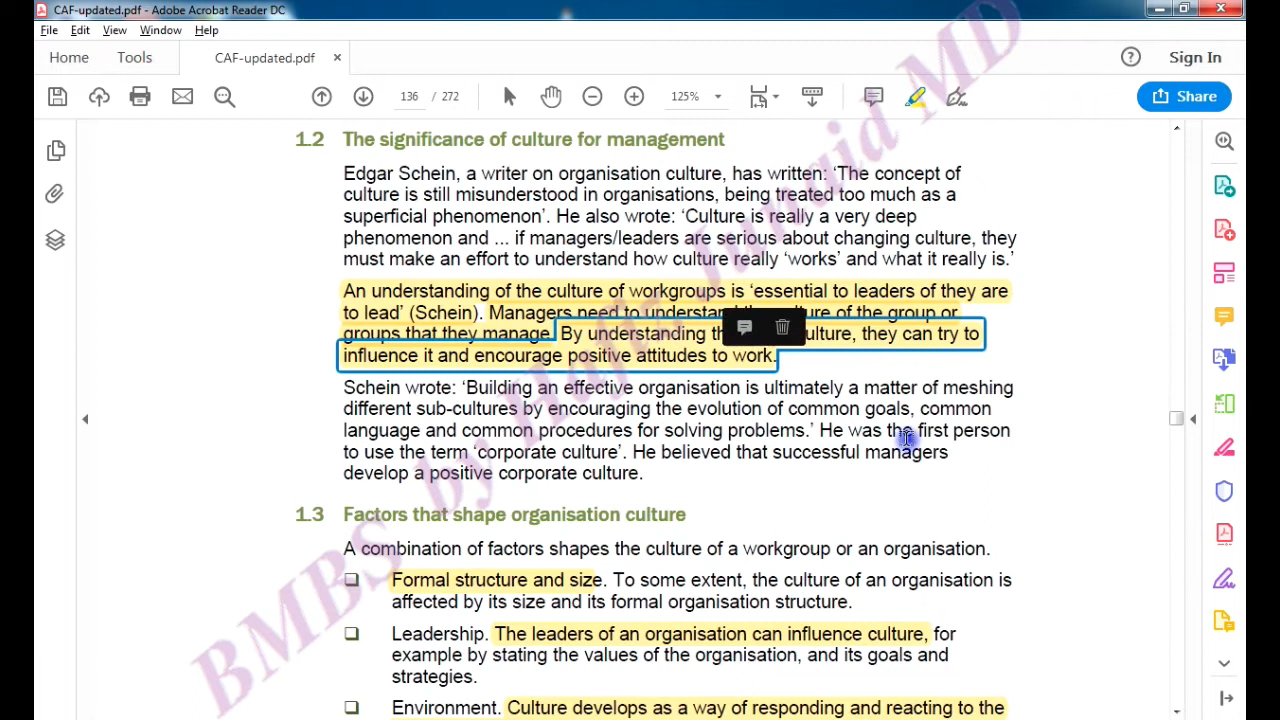 CAF-updated.pdf - Adobe Acrobat Reader DC
File Edit View Window Help
Home Tools CAF-updated.pdf × Sign In
136 / 272 125% Share
1.2 The significance of culture for management
Edgar Schein, a writer on organisation culture, has written: ‘The concept of
culture is still misunderstood in organisations, being treated too much as a
superficial phenomenon’. He also wrote: ‘Culture is really a very deep
phenomenon and ... if managers/leaders are serious about changing culture, they
must make an effort to understand how culture really ‘works’ and what it really is.’
An understanding of the culture of workgroups is ‘essential to leaders of they are
to lead’ (Schein). Managers need to understand the culture of the group or
groups that they manage. By understanding culture, they can try to
influence it and encourage positive attitudes to work.
Schein wrote: ‘Building an effective organisation is ultimately a matter of meshing
different sub-cultures by encouraging the evolution of common goals, common
language and common procedures for solving problems.’ He was the first person
to use the term ‘corporate culture’. He believed that successful managers
develop a positive corporate culture.
1.3 Factors that shape organisation culture
A combination of factors shapes the culture of a workgroup or an organisation.
❑ Formal structure and size. To some extent, the culture of an organisation is
affected by its size and its formal organisation structure.
❑ Leadership. The leaders of an organisation can influence culture, for
example by stating the values of the organisation, and its goals and
strategies.
❑ Environment. Culture develops as a way of responding and reacting to the
BMBS by Hafiz Junaid MD